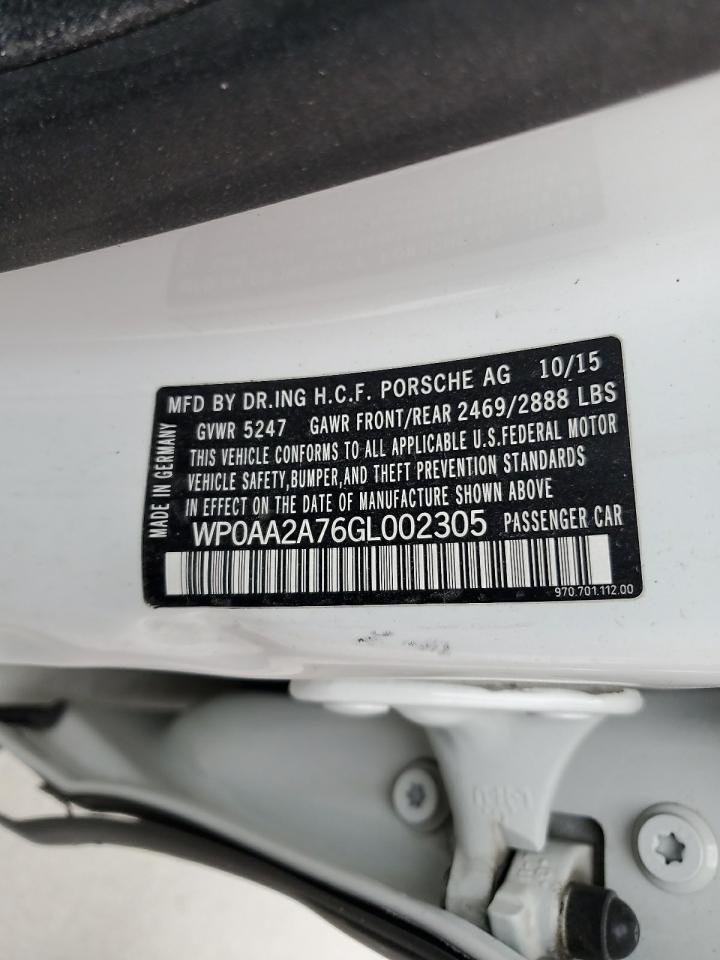 MFD BY DR.ING H.C.F. PORSCHE AG 10/15
GVWR 5247 GAWR FRONT/REAR 2469/2888 LBS
THIS VEHICLE CONFORMS TO ALL APPLICABLE U.S.FEDERAL MOTOR
VEHICLE SAFETY,BUMPER,AND THEFT PREVENTION STANDARDS
IN EFFECT ON THE DATE OF MANUFACTURE SHOWN ABOVE
WP0AA2A76GL002305 PASSENGER CAR
970.701.112.00
MADE IN GERMANY